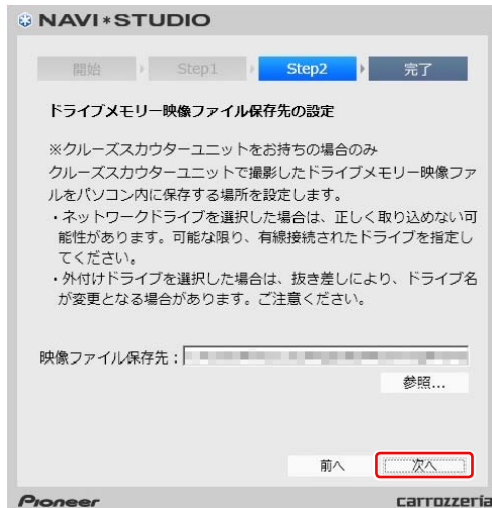 NAVI*STUDIO
開始 Step1 Step2 完了
ドライブメモリー映像ファイル保存先の設定
※クルーズスカウターユニットをお持ちの場合のみ
クルーズスカウターユニットで撮影したドライブメモリー映像ファ
ルをパソコン内に保存する場所を設定します。
・ネットワークドライブを選択した場合は、正しく取り込めない可
能性があります。可能な限り、有線接続されたドライブを指定し
てください。
・外付けドライブを選択した場合は、抜き差しにより、ドライブ名
が変更となる場合があります。ご注意ください。
映像ファイル保存先：
参照...
前へ 次へ
Pioneer carrozzeria